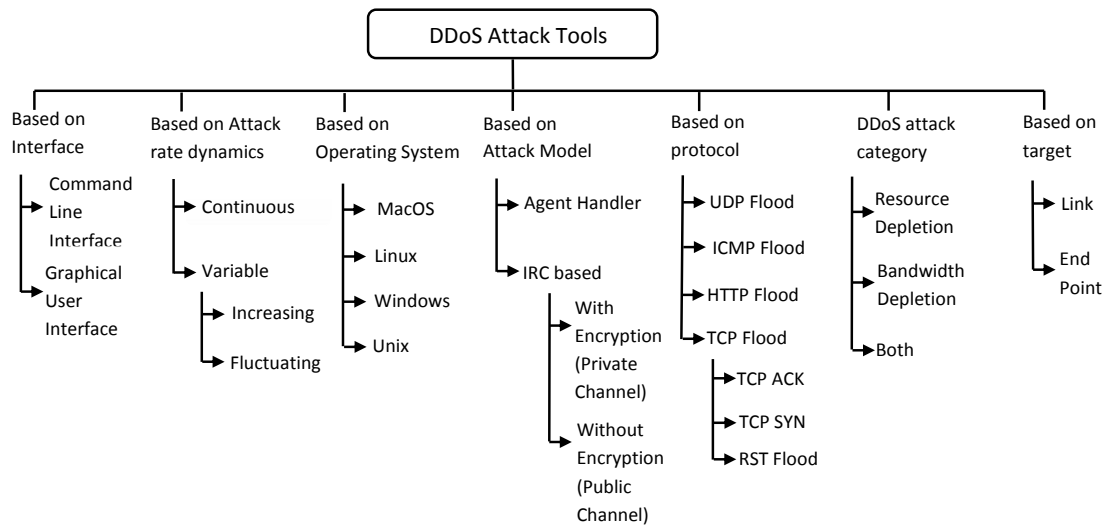 DDoS Attack Tools
Based on
Interface
Command
Line
Interface
Graphical
User
Interface
Based on Attack
rate dynamics
Continuous
Variable
Increasing
Fluctuating
Based on
Operating System
MacOS
Linux
Windows
Unix
Based on
Attack Model
Agent Handler
IRC based
With
Encryption
(Private
Channel)
Without
Encryption
(Public
Channel)
Based on
protocol
UDP Flood
ICMP Flood
HTTP Flood
TCP Flood
TCP ACK
TCP SYN
RST Flood
DDoS attack
category
Resource
Depletion
Bandwidth
Depletion
Both
Based on
target
Link
End
Point